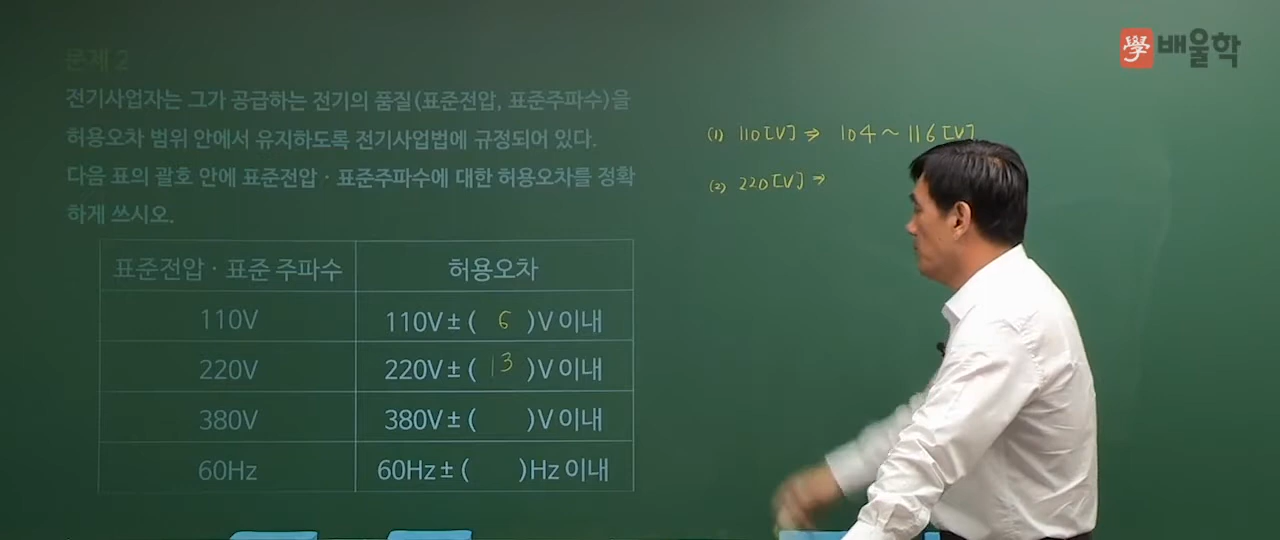 學 배울학
문제 2
전기사업자는 그가 공급하는 전기의 품질(표준전압, 표준주파수)을
허용오차 범위 안에서 유지하도록 전기사업법에 규정되어 있다.
다음 표의 괄호 안에 표준전압 · 표준주파수에 대한 허용오차를 정확
하게 쓰시오.
표준전압 · 표준 주파수 허용오차
110V 110V ± ( 6 )V 이내
220V 220V ± ( 13 )V 이내
380V 380V ± ( )V 이내
60Hz 60Hz ± ( )Hz 이내
(1) 110[V] ⇒ 104 ~ 116[V]
(2) 220[V] ⇒